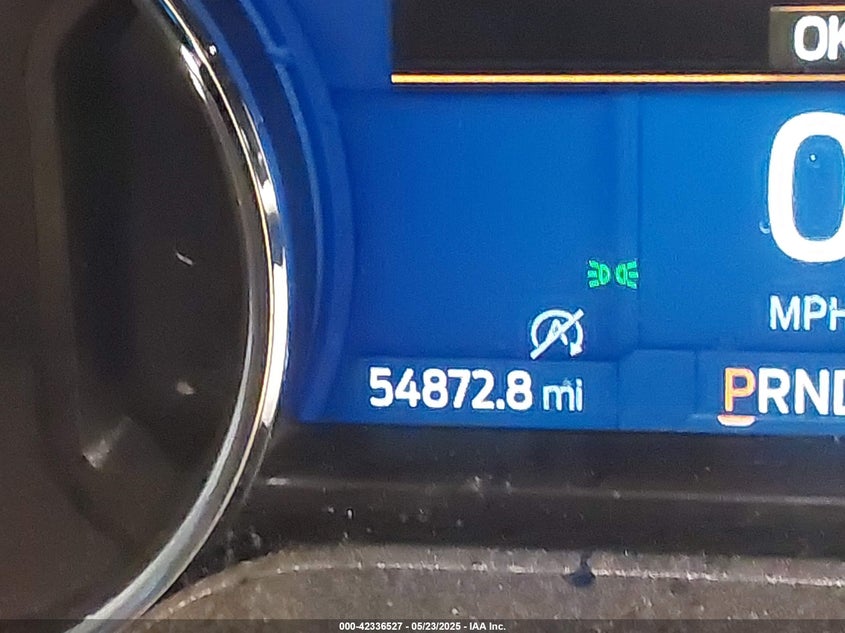 OK
0
MPH
A
54872.8 mi
PRND
000-42336527 - 05/23/2025 - IAA Inc.